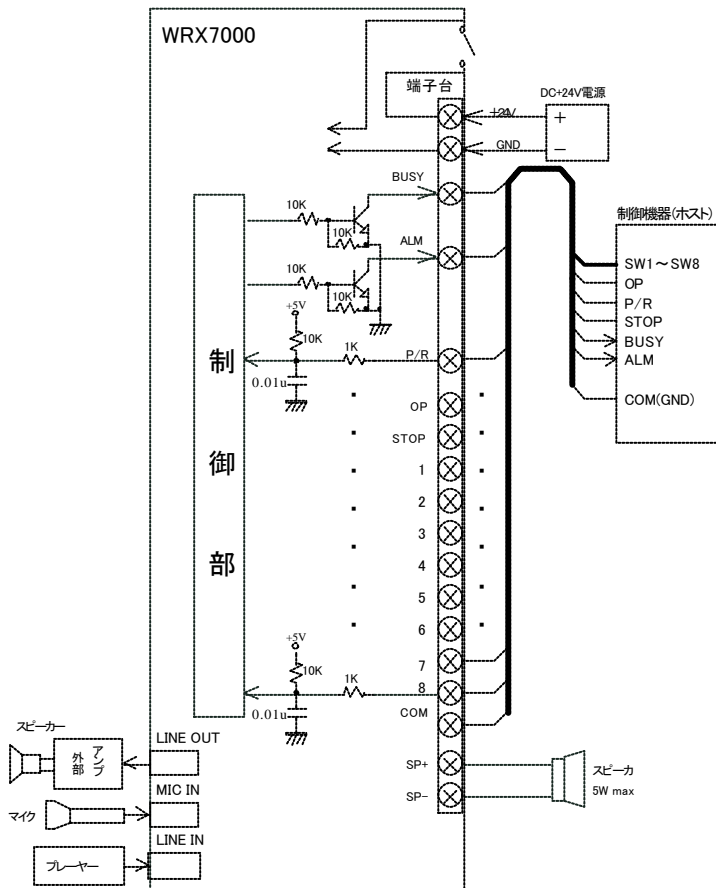 WRX7000
端子台
DC+24V電源
+24V
+
GND
−
BUSY
制御機器(ホスト)
10K
10K
ALM
SW1～SW8
OP
10K
10K
P/R
STOP
+5V
BUSY
10K
1K
P/R
ALM
0.01u
COM(GND)
OP
STOP
1
2
3
4
5
6
7
8
COM
制御部
+5V
10K
1K
0.01u
スピーカー
外部アンプ
LINE OUT
SP+
スピーカ
MIC IN
SP-
5W max
マイク
LINE IN
プレーヤー